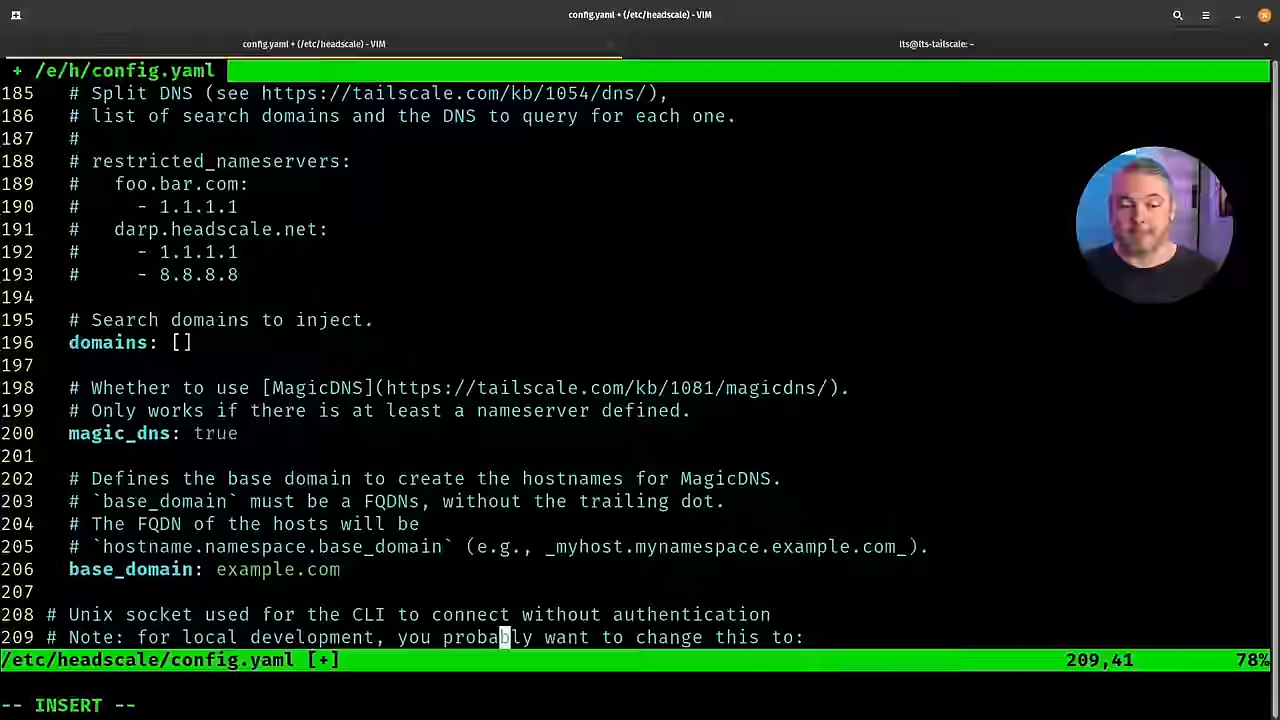 config.yaml + (/etc/headscale) - VIM
config.yaml + (/etc/headscale) - VIM
lts@lts-tailscale: ~
+ /e/h/config.yaml
185 # Split DNS (see https://tailscale.com/kb/1054/dns/),
186 # list of search domains and the DNS to query for each one.
187 #
188 # restricted_nameservers:
189 #   foo.bar.com:
190 #     - 1.1.1.1
191 #   darp.headscale.net:
192 #     - 1.1.1.1
193 #     - 8.8.8.8
194
195 # Search domains to inject.
196 domains: []
197
198 # Whether to use [MagicDNS](https://tailscale.com/kb/1081/magicdns/).
199 # Only works if there is at least a nameserver defined.
200 magic_dns: true
201
202 # Defines the base domain to create the hostnames for MagicDNS.
203 # `base_domain` must be a FQDNs, without the trailing dot.
204 # The FQDN of the hosts will be
205 # `hostname.namespace.base_domain` (e.g., _myhost.mynamespace.example.com_).
206 base_domain: example.com
207
208 # Unix socket used for the CLI to connect without authentication
209 # Note: for local development, you probably want to change this to:
/etc/headscale/config.yaml [+] 209,41 78%
-- INSERT --